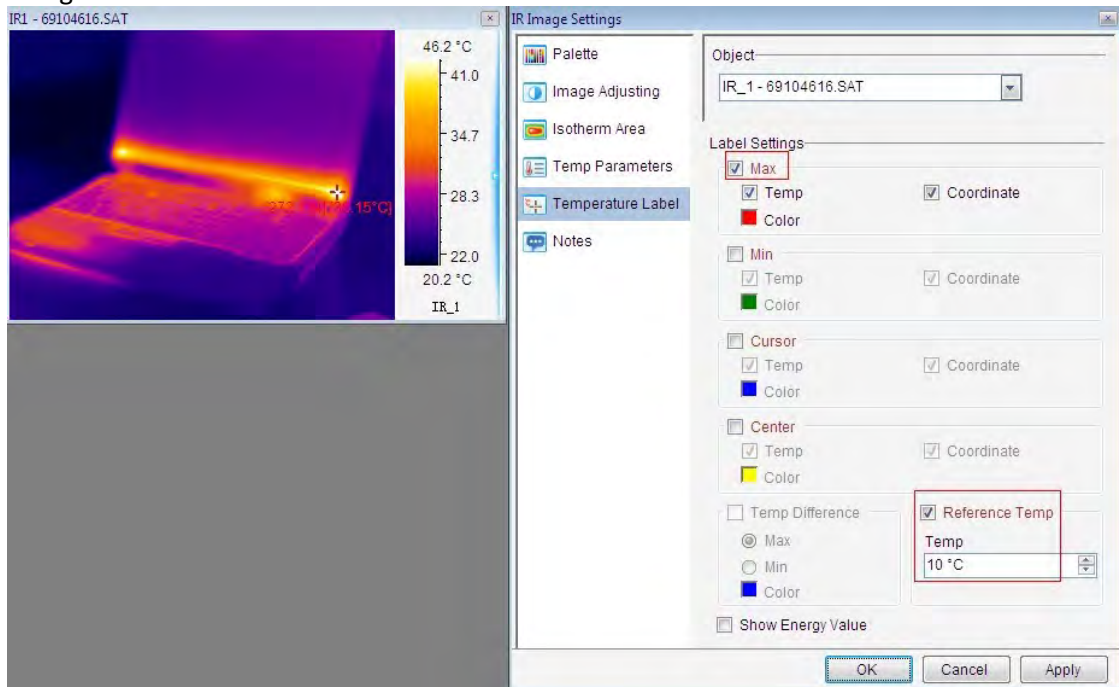 IR1 - 69104616.SAT
46.2 °C
41.0
34.7
28.3
22.0
20.2 °C
IR_1
15°C]
IR Image Settings
Palette
Image Adjusting
Isotherm Area
Temp Parameters
Temperature Label
Notes
Object
IR_1 - 69104616.SAT
Label Settings
Max
Temp Coordinate
Color
Min
Temp Coordinate
Color
Cursor
Temp Coordinate
Color
Center
Temp Coordinate
Color
Temp Difference Reference Temp
Max Temp
Min 10 °C
Color
Show Energy Value
OK Cancel Apply